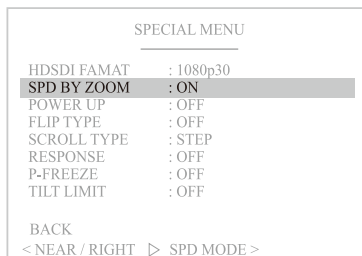 SPECIAL MENU
HDSDI FAMAT : 1080p30
SPD BY ZOOM : ON
POWER UP : OFF
FLIP TYPE : OFF
SCROLL TYPE : STEP
RESPONSE : OFF
P-FREEZE : OFF
TILT LIMIT : OFF
BACK
< NEAR / RIGHT ▷ SPD MODE >